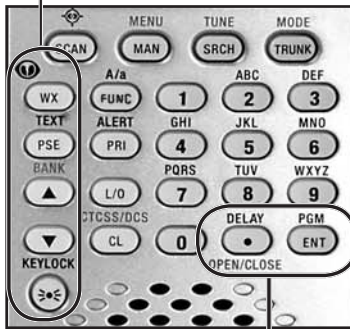 MENU TUNE MODE
SCAN MAN SRCH TRUNK
A/a ABC DEF
WX FUNC 1 2 3
TEXT ALERT GHI JKL MNO
PSE PRI 4 5 6
BANK PQRS TUV WXYZ
L/O 7 8 9
CTCSS/DCS DELAY PGM
CL 0 • ENT
KEYLOCK OPEN/CLOSE